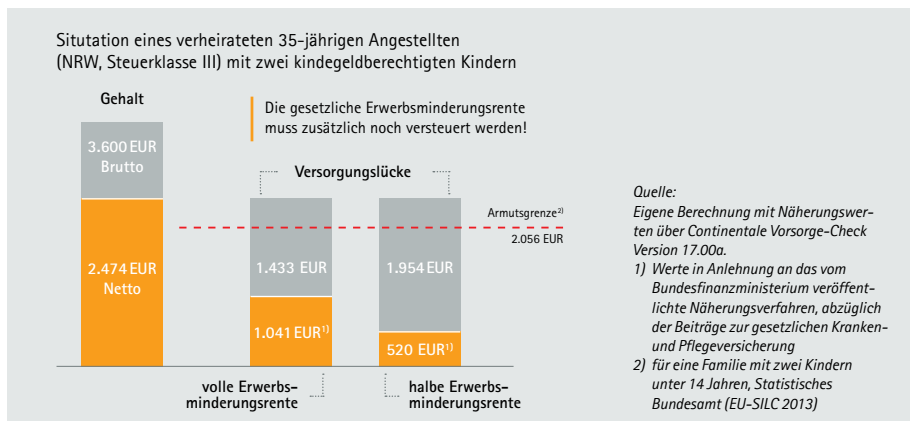 Situtation eines verheirateten 35-jährigen Angestellten
(NRW, Steuerklasse III) mit zwei kindegeldberechtigten Kindern
Gehalt
Die gesetzliche Erwerbsminderungsrente
muss zusätzlich noch versteuert werden!
3.600 EUR
Brutto
2.474 EUR
Netto
Versorgungslücke
Armutsgrenze²⁾
2.056 EUR
1.433 EUR
1.954 EUR
1.041 EUR¹⁾
520 EUR¹⁾
volle Erwerbs-
minderungsrente
halbe Erwerbs-
minderungsrente
Quelle:
Eigene Berechnung mit Näherungswer-
ten über Continentale Vorsorge-Check
Version 17.00a.
1) Werte in Anlehnung an das vom
Bundesfinanzministerium veröffent-
lichte Näherungsverfahren, abzüglich
der Beiträge zur gesetzlichen Kranken-
und Pflegeversicherung
2) für eine Familie mit zwei Kindern
unter 14 Jahren, Statistisches
Bundesamt (EU-SILC 2013)